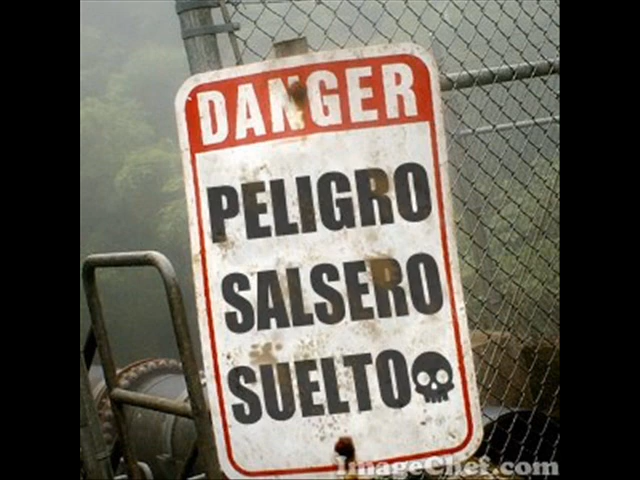 DANGER
PELIGRO
SALSERO
SUELTO
ImageChef.com